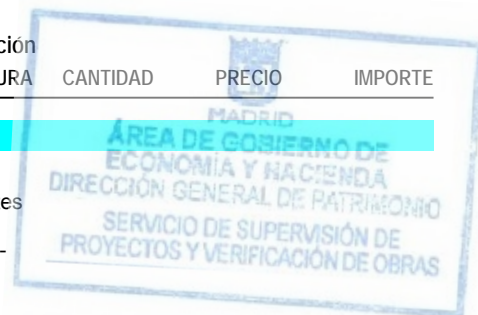 ción
URA CANTIDAD PRECIO IMPORTE
MADRID
ÁREA DE GOBIERNO DE
ECONOMÍA Y HACIENDA
DIRECCIÓN GENERAL DE PATRIMONIO
es
SERVICIO DE SUPERVISIÓN DE
PROYECTOS Y VERIFICACIÓN DE OBRAS